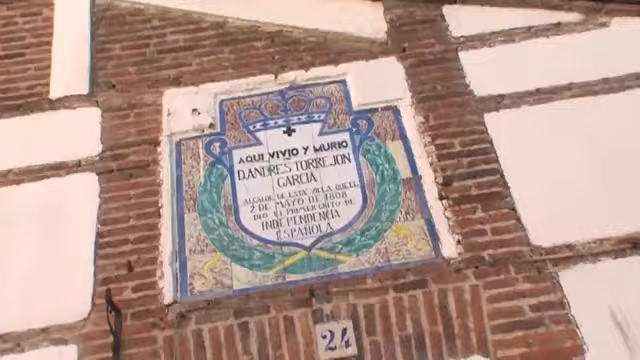 AQUI VIVIO Y MURIO
D.ANDRES TORREJON
GARCIA
ALCALDE DE ESTA VILLA QUE EL
2 DE MAYO DE 1808
DIO EL PRIMER GRITO DE
INDEPENDENCIA
ESPAÑOLA
24